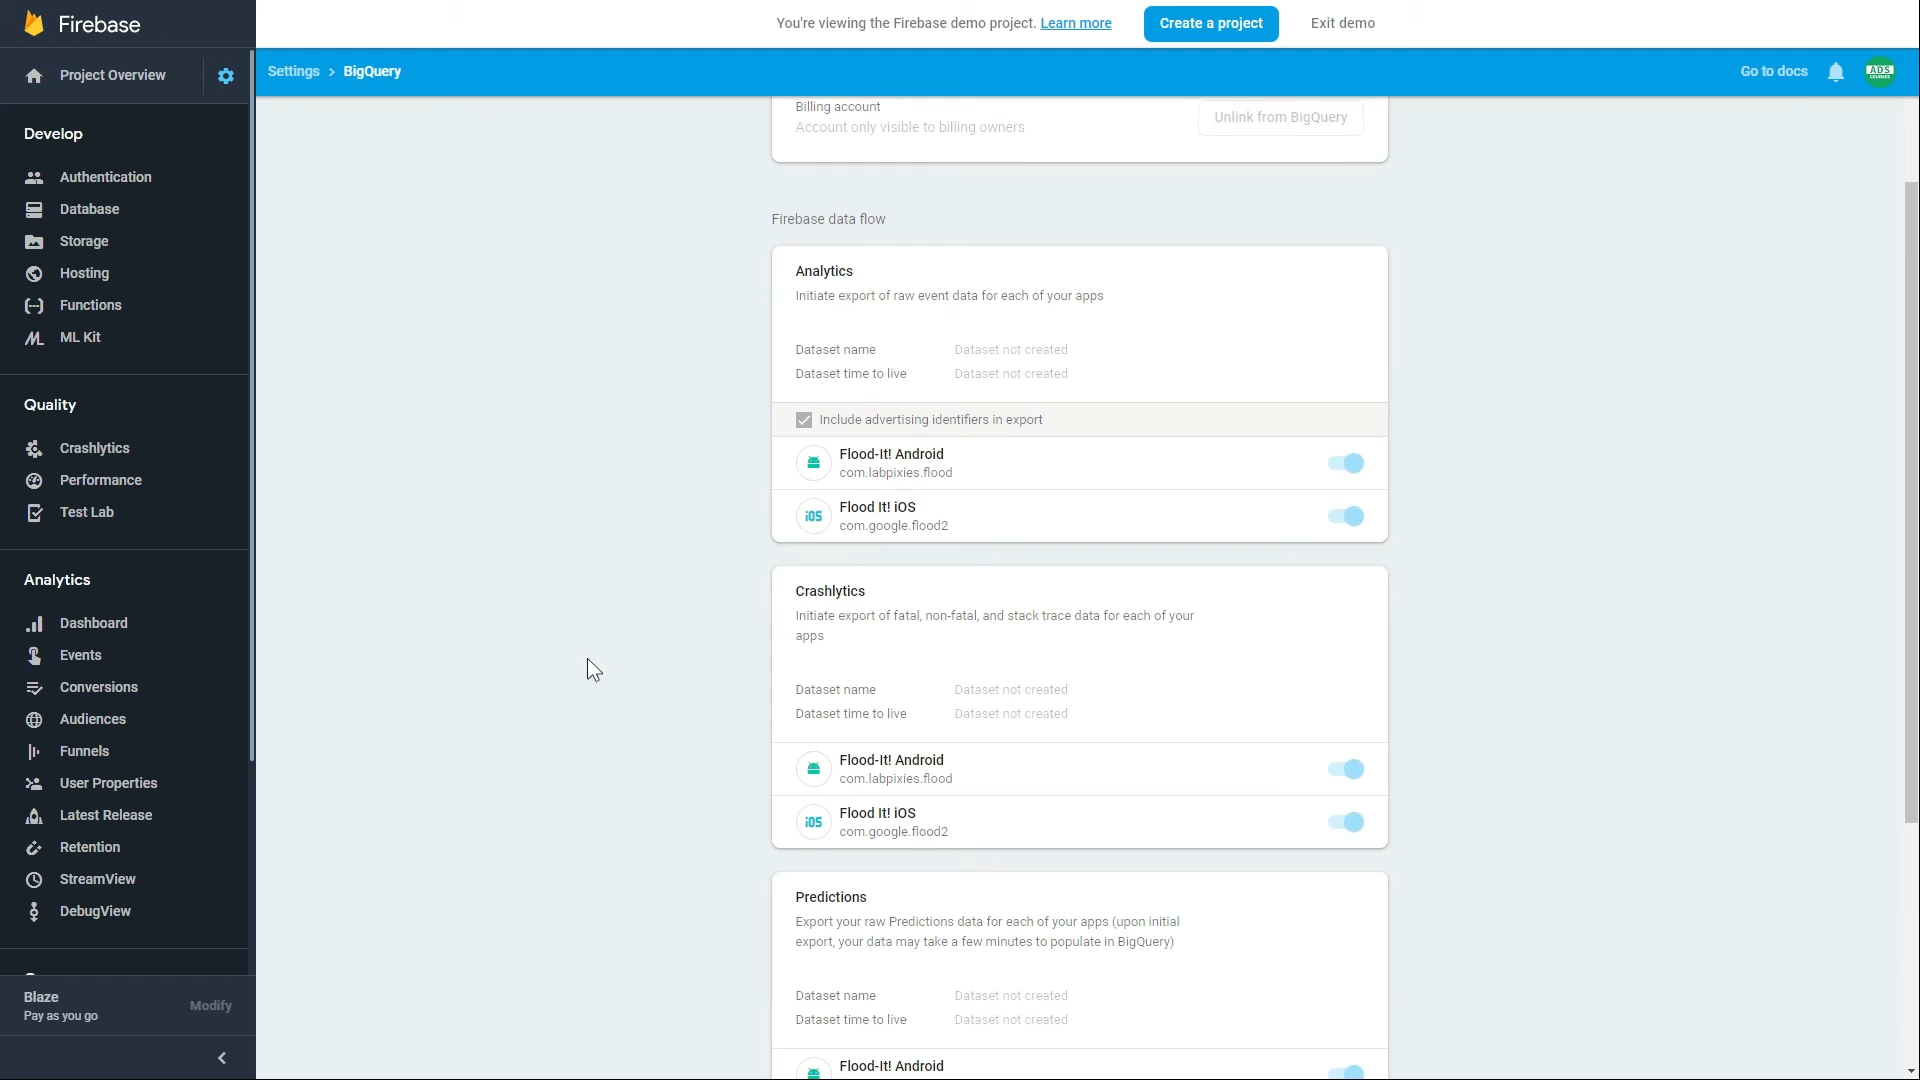 Firebase
You're viewing the Firebase demo project. Learn more
Create a project
Exit demo
Project Overview
Settings > BigQuery
Go to docs
ADS
COURSES
Develop
Authentication
Database
Storage
Hosting
Functions
ML Kit
Quality
Crashlytics
Performance
Test Lab
Analytics
Dashboard
Events
Conversions
Audiences
Funnels
User Properties
Latest Release
Retention
StreamView
DebugView
Blaze
Pay as you go
Modify
Billing account
Account only visible to billing owners
Unlink from BigQuery
Firebase data flow
Analytics
Initiate export of raw event data for each of your apps
Dataset name Dataset not created
Dataset time to live Dataset not created
Include advertising identifiers in export
Flood-It! Android
com.labpixies.flood
iOS
Flood It! iOS
com.google.flood2
Crashlytics
Initiate export of fatal, non-fatal, and stack trace data for each of your
apps
Dataset name Dataset not created
Dataset time to live Dataset not created
Flood-It! Android
com.labpixies.flood
iOS
Flood It! iOS
com.google.flood2
Predictions
Export your raw Predictions data for each of your apps (upon initial
export, your data may take a few minutes to populate in BigQuery)
Dataset name Dataset not created
Dataset time to live Dataset not created
Flood-It! Android